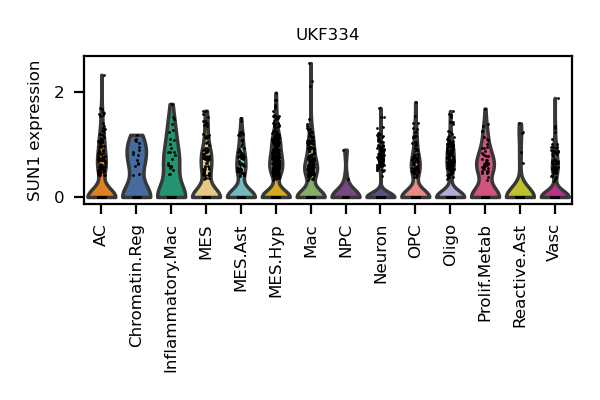 UKF334
SUN1 expression
2
0
AC
Chromatin.Reg
Inflammatory.Mac
MES
MES.Ast
MES.Hyp
Mac
NPC
Neuron
OPC
Oligo
Prolif.Metab
Reactive.Ast
Vasc